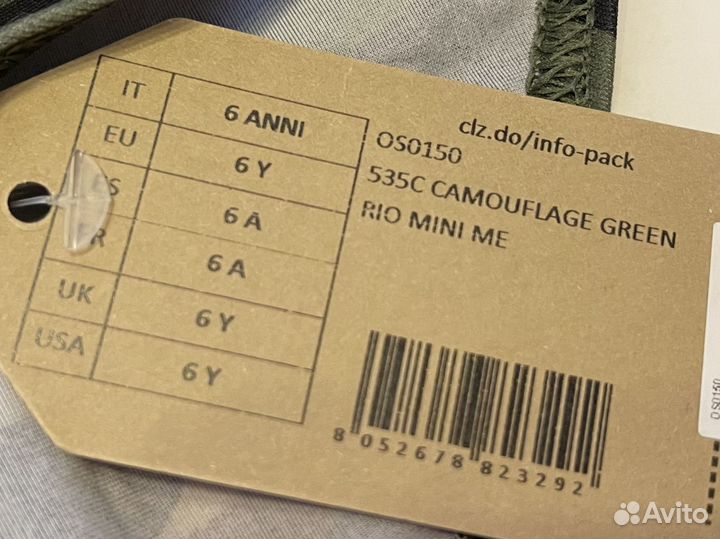 IT 6 ANNI
EU 6 Y
6 A
6 A
UK 6 Y
USA 6 Y
clz.do/info-pack
OS0150
535C CAMOUFLAGE GREEN
RIO MINI ME
8 052678 823292
OS0150
Avito